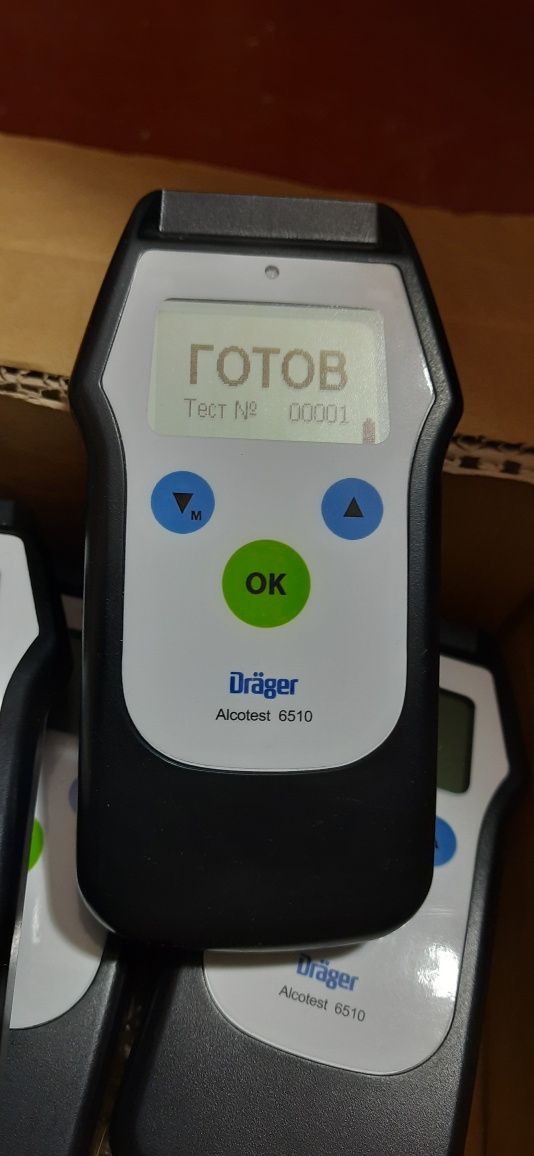 ГОТОВ
Тест № 00001
M
OK
Dräger
Alcotest 6510
Dräger
Alcotest 6510